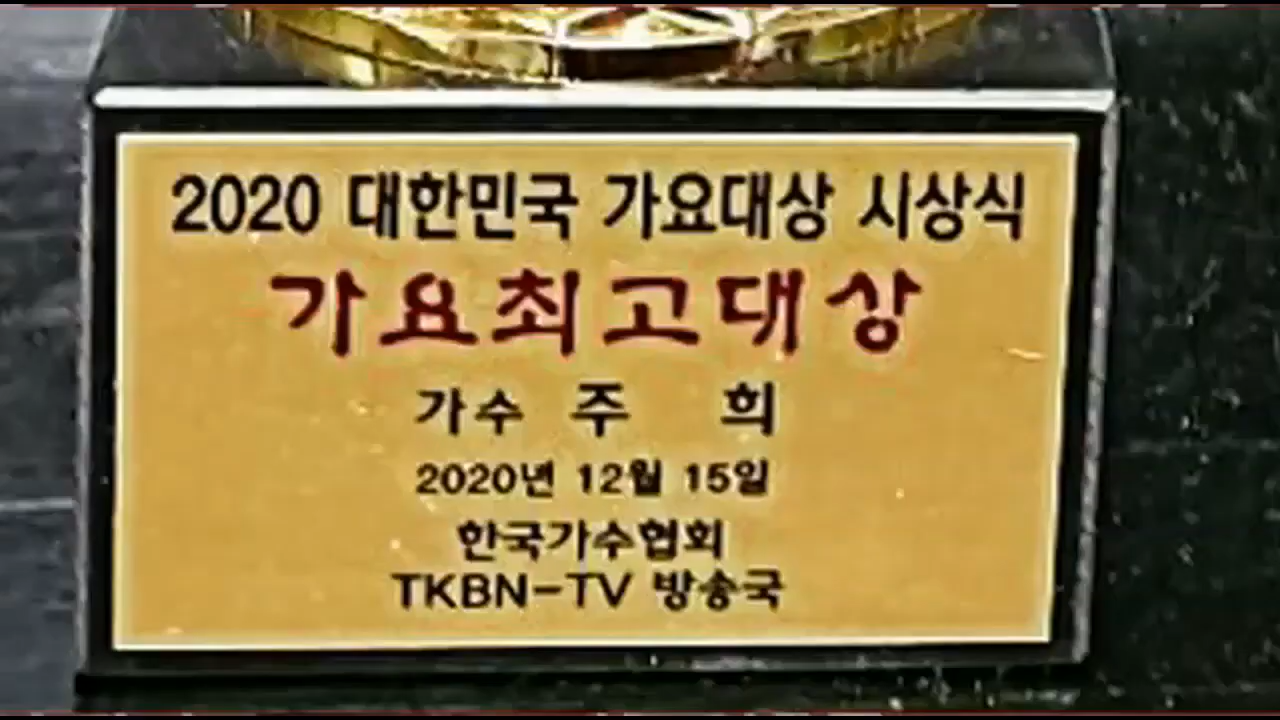 2020 대한민국 가요대상 시상식
가요최고대상
가수 주 희
2020년 12월 15일
한국가수협회
TKBN-TV 방송국